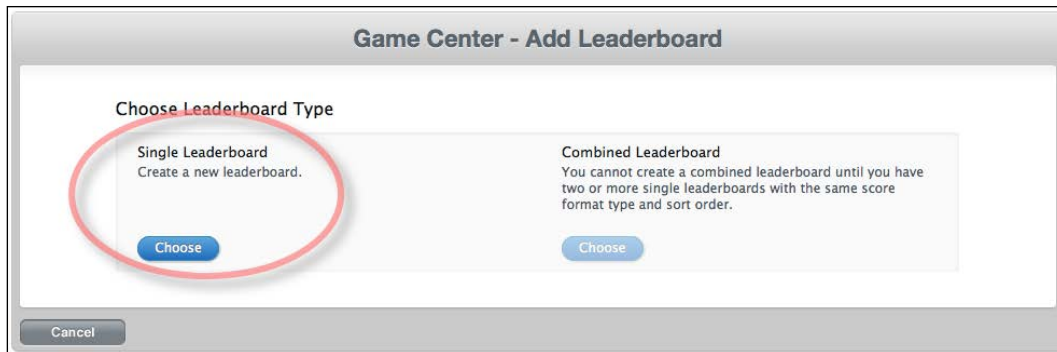 Game Center - Add Leaderboard
Choose Leaderboard Type
Single Leaderboard
Create a new leaderboard.
Choose
Combined Leaderboard
You cannot create a combined leaderboard until you have
two or more single leaderboards with the same score
format type and sort order.
Choose
Cancel